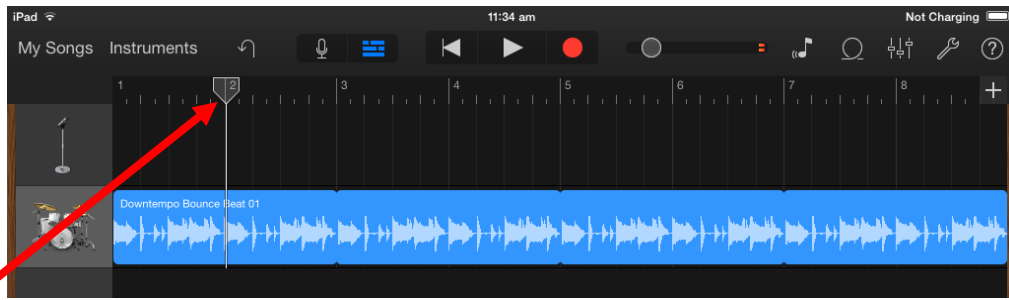 iPad 11:34 am Not Charging
My Songs Instruments ?
1 2 3 4 5 6 7 8 +
Downtempo Bounce Beat 01